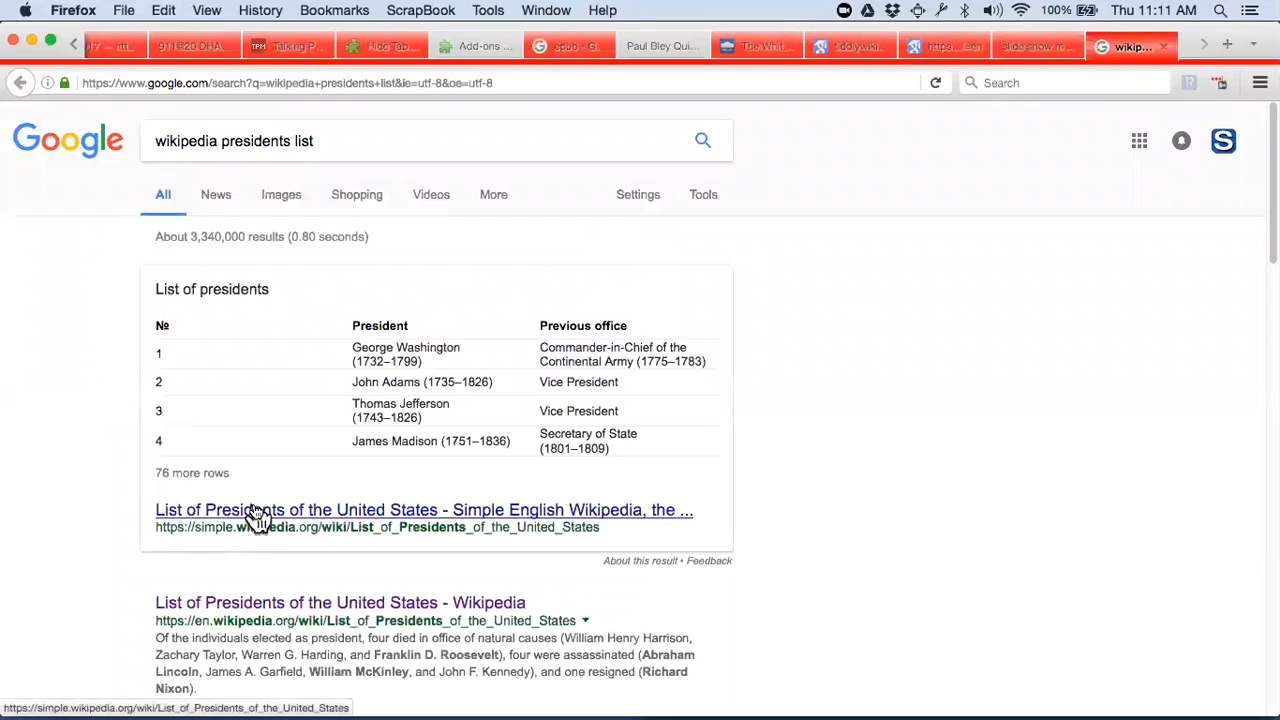 Firefox File Edit View History Bookmarks ScrapBook Tools Window Help 100% Thu 11:11 AM
911@20 DHA... TPM Talking P... Add-ons ... epub - G... Paul Bley Qui... The Whit... tiddlywiki... https... slide show m... wikip...
https://www.google.com/search?q=wikipedia+presidents+list&ie=utf-8&oe=utf-8 Search
Google wikipedia presidents list
All News Images Shopping Videos More Settings Tools
About 3,340,000 results (0.80 seconds)
List of presidents
№ President Previous office
1 George Washington (1732–1799) Commander-in-Chief of the Continental Army (1775–1783)
2 John Adams (1735–1826) Vice President
3 Thomas Jefferson (1743–1826) Vice President
4 James Madison (1751–1836) Secretary of State (1801–1809)
76 more rows
List of Presidents of the United States - Simple English Wikipedia, the ...
https://simple.wikipedia.org/wiki/List_of_Presidents_of_the_United_States
About this result • Feedback
List of Presidents of the United States - Wikipedia
https://en.wikipedia.org/wiki/List_of_Presidents_of_the_United_States
Of the individuals elected as president, four died in office of natural causes (William Henry Harrison,
Zachary Taylor, Warren G. Harding, and Franklin D. Roosevelt), four were assassinated (Abraham
Lincoln, James A. Garfield, William McKinley, and John F. Kennedy), and one resigned (Richard
Nixon).
https://simple.wikipedia.org/wiki/List_of_Presidents_of_the_United_States